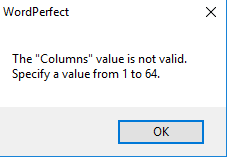 WordPerfect
The "Columns" value is not valid.
Specify a value from 1 to 64.
OK